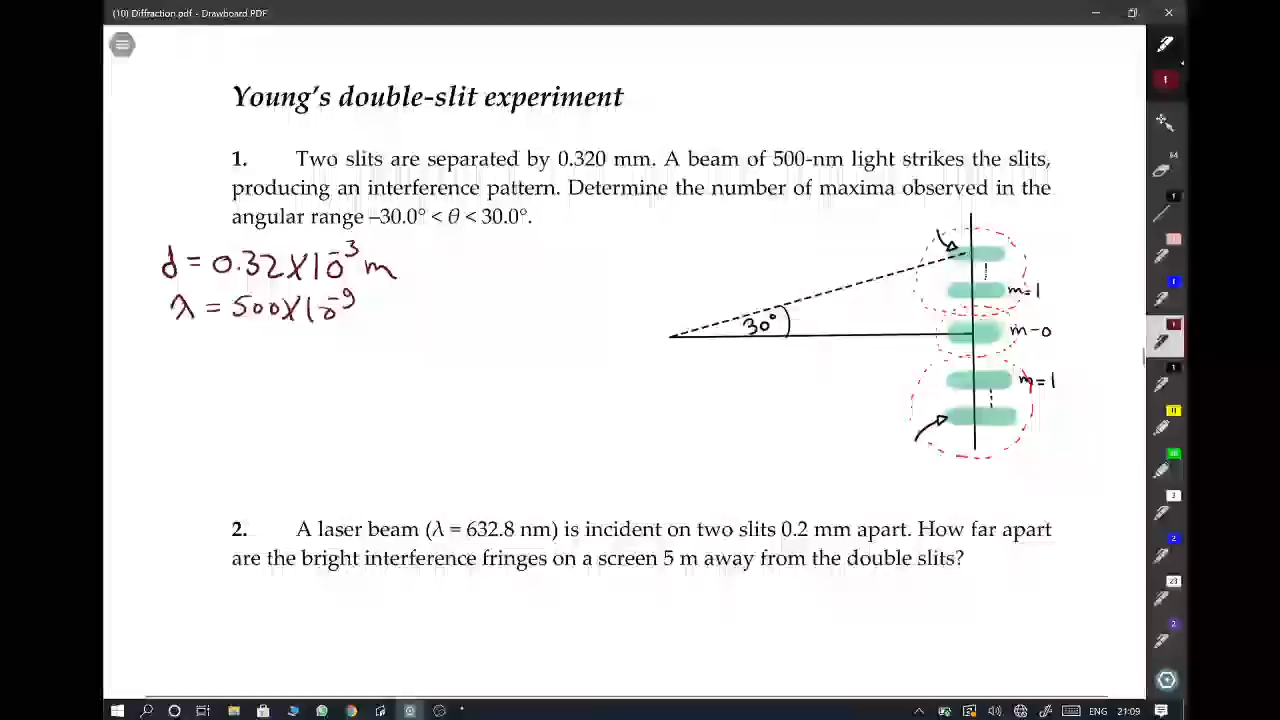 (10) Diffraction.pdf - Drawboard PDF
Young's double-slit experiment
1. Two slits are separated by 0.320 mm. A beam of 500-nm light strikes the slits,
producing an interference pattern. Determine the number of maxima observed in the
angular range –30.0° < θ < 30.0°.
d = 0.32X10⁻³ m
λ = 500X10⁻⁹
30°
m=1
m-0
m=1
2. A laser beam (λ = 632.8 nm) is incident on two slits 0.2 mm apart. How far apart
are the bright interference fringes on a screen 5 m away from the double slits?
ENG 21:09